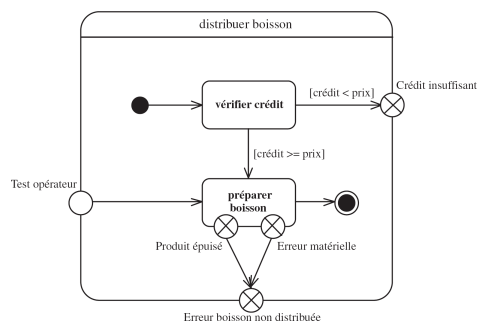 distribuer boisson
Crédit insuffisant
[crédit < prix]
vérifier crédit
[crédit >= prix]
Test opérateur
préparer
boisson
Produit épuisé
Erreur matérielle
Erreur boisson non distribuée